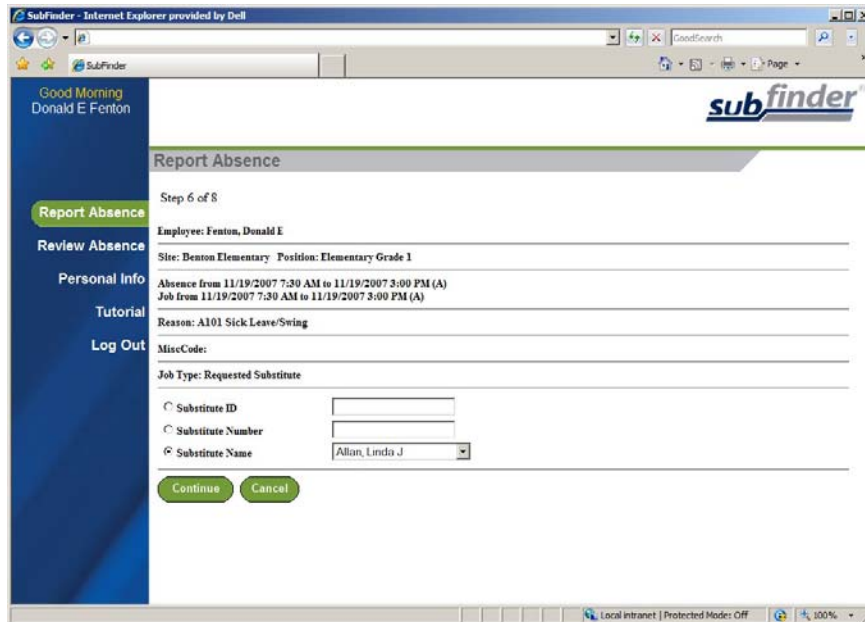 SubFinder - Internet Explorer provided by Dell
GoodSearch
SubFinder
Page
Good Morning
Donald E Fenton
subfinder
Report Absence
Step 6 of 8
Report Absence
Employee: Fenton, Donald E
Review Absence
Site: Benton Elementary Position: Elementary Grade 1
Personal Info
Absence from 11/19/2007 7:30 AM to 11/19/2007 3:00 PM (A)
Job from 11/19/2007 7:30 AM to 11/19/2007 3:00 PM (A)
Tutorial
Reason: A101 Sick Leave/Swing
Log Out
MiscCode:
Job Type: Requested Substitute
Substitute ID
Substitute Number
Substitute Name Allan, Linda J
Continue Cancel
Local intranet | Protected Mode: Off 100%